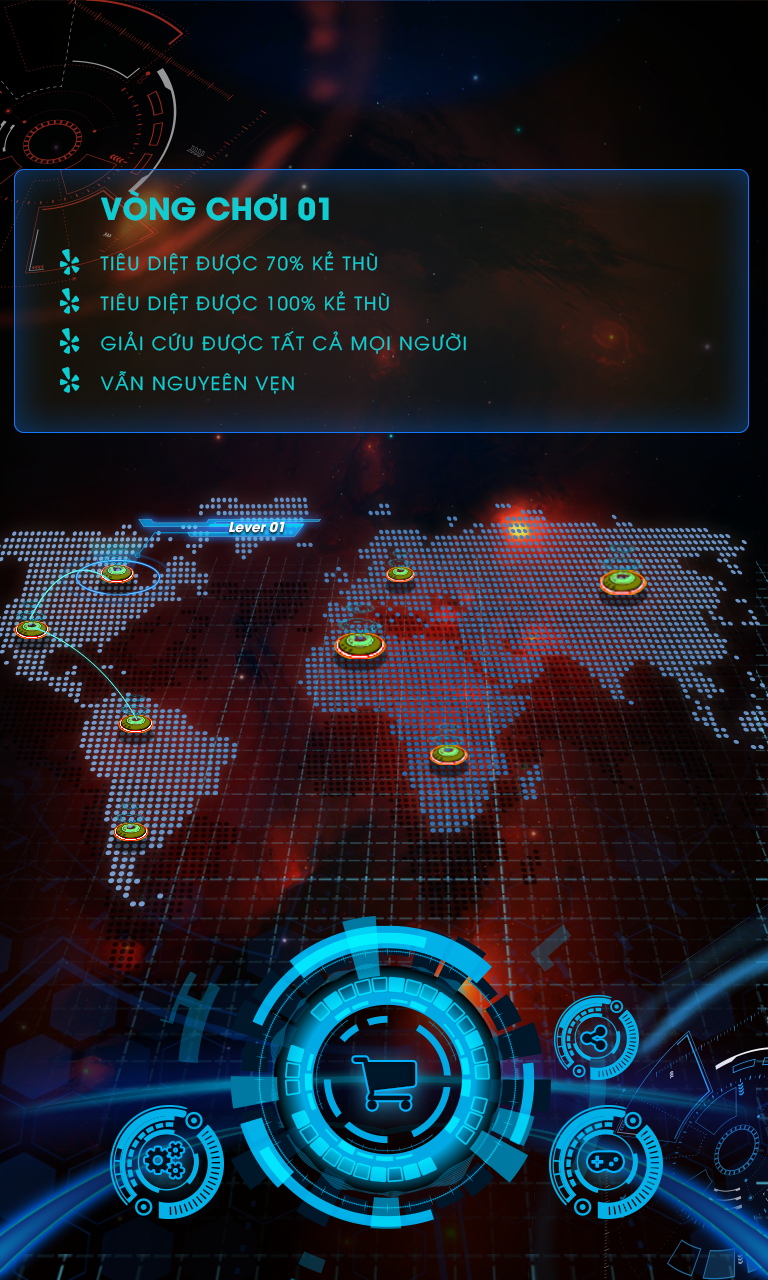 VÒNG CHƠI 01
TIÊU DIỆT ĐƯỢC 70% KẺ THÙ
TIÊU DIỆT ĐƯỢC 100% KẺ THÙ
GIẢI CỨU ĐƯỢC TẤT CẢ MỌI NGƯỜI
VẪN NGUYEÊN VẸN
Lever 01